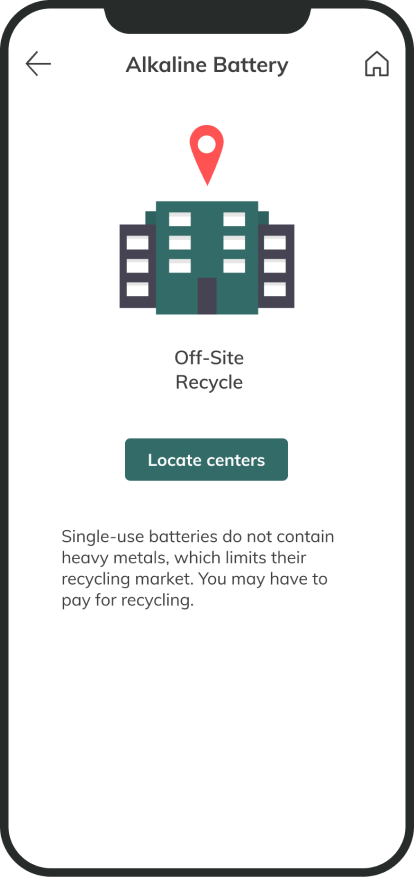 Alkaline Battery
Off-Site
Recycle
Locate centers
Single-use batteries do not contain
heavy metals, which limits their
recycling market. You may have to
pay for recycling.